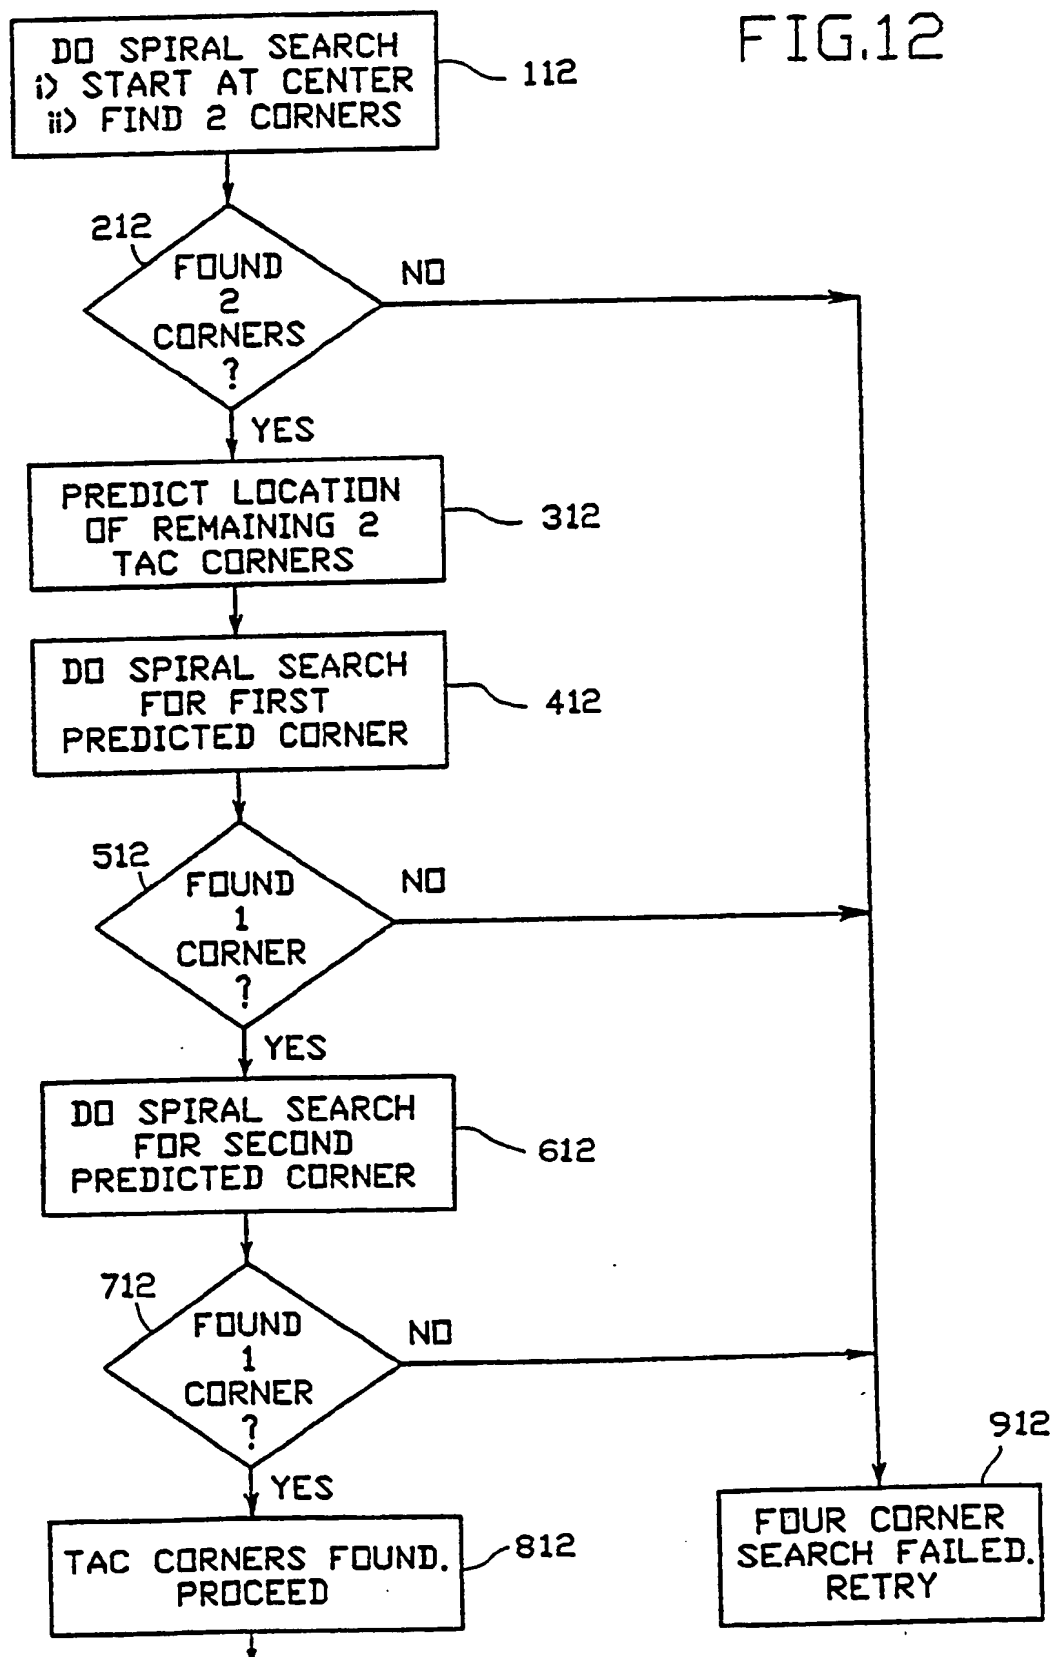 FIG.12
DO SPIRAL SEARCH
i) START AT CENTER
ii) FIND 2 CORNERS
112
212
FOUND
2
CORNERS
?
NO
YES
PREDICT LOCATION
OF REMAINING 2
TAC CORNERS
312
DO SPIRAL SEARCH
FOR FIRST
PREDICTED CORNER
412
512
FOUND
1
CORNER
?
NO
YES
DO SPIRAL SEARCH
FOR SECOND
PREDICTED CORNER
612
712
FOUND
1
CORNER
?
NO
YES
TAC CORNERS FOUND.
PROCEED
812
912
FOUR CORNER
SEARCH FAILED.
RETRY